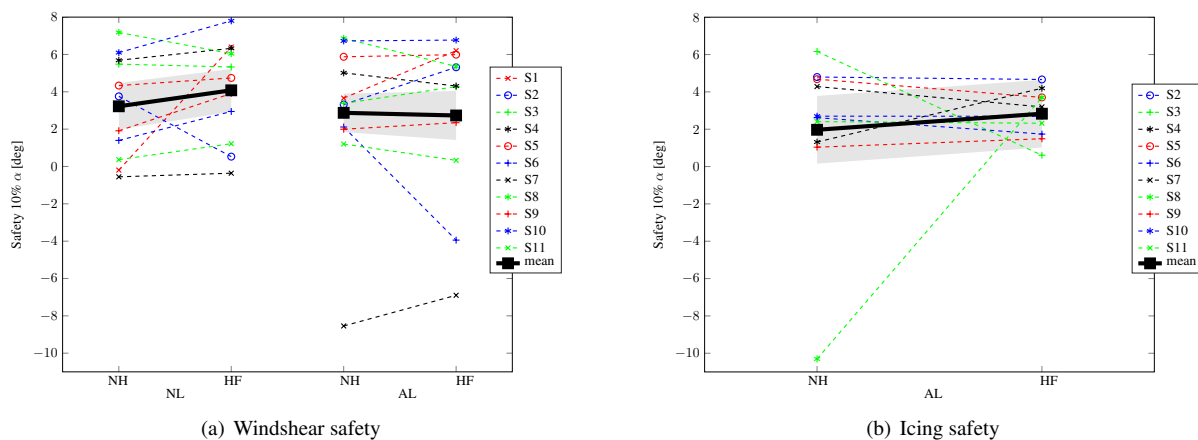 8
6
4
2
0
−2
−4
−6
−8
−10
Safety 10% α [deg]
NH
HF
NH
HF
NL
AL
S1
S2
S3
S4
S5
S6
S7
S8
S9
S10
S11
mean
(a) Windshear safety
8
6
4
2
0
−2
−4
−6
−8
−10
Safety 10% α [deg]
NH
HF
AL
S2
S3
S4
S5
S6
S7
S8
S9
S10
S11
mean
(b) Icing safety